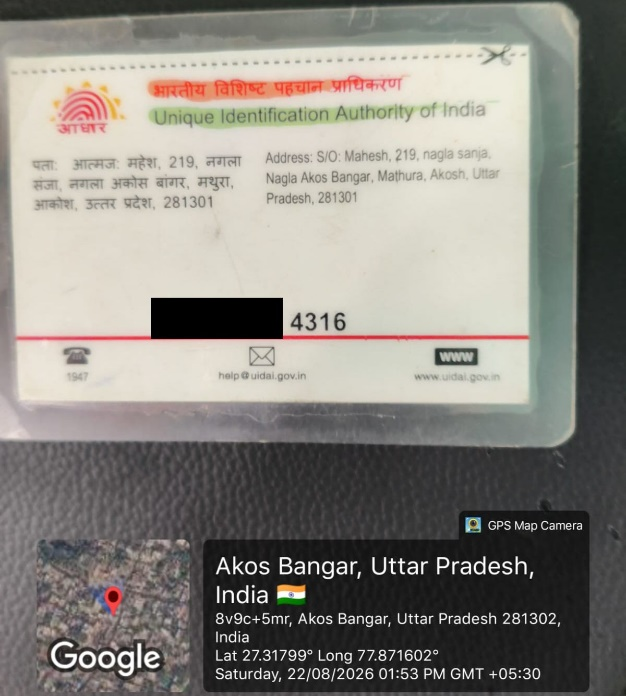 भारतीय विशिष्ट पहचान प्राधिकरण
Unique Identification Authority of India
आधार
पता: आत्मज: महेश, 219, नगला
संजा, नगला अकोस बांगर, मथुरा,
आकोश, उत्तर प्रदेश, 281301
Address: S/O: Mahesh, 219, nagla sanja,
Nagla Akos Bangar, Mathura, Akosh, Uttar
Pradesh, 281301
4316
1947
help@uidai.gov.in
WWW
www.uidai.gov.in
GPS Map Camera
Google
Akos Bangar, Uttar Pradesh,
India
8v9c+5mr, Akos Bangar, Uttar Pradesh 281302,
India
Lat 27.31799° Long 77.871602°
Saturday, 22/08/2026 01:53 PM GMT +05:30